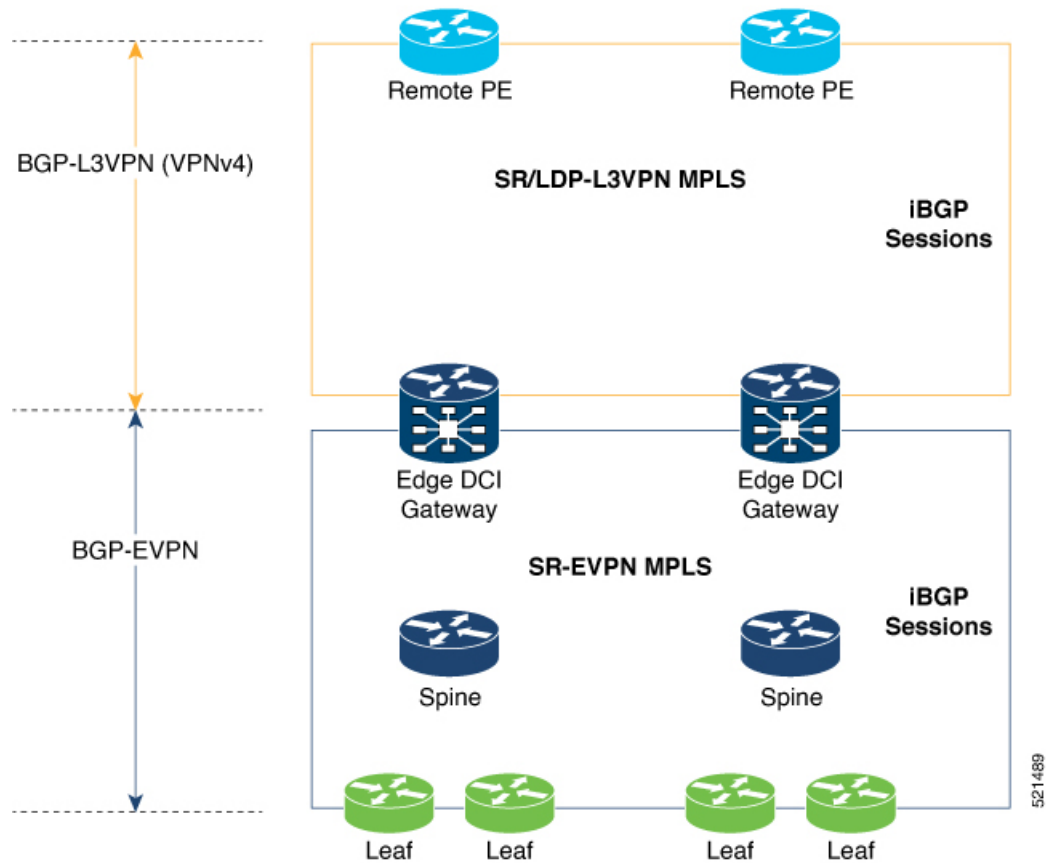 Remote PE
Remote PE
BGP-L3VPN (VPNv4)
SR/LDP-L3VPN MPLS
iBGP
Sessions
Edge DCI
Gateway
Edge DCI
Gateway
BGP-EVPN
SR-EVPN MPLS
iBGP
Sessions
Spine
Spine
Leaf
Leaf
Leaf
Leaf
521489